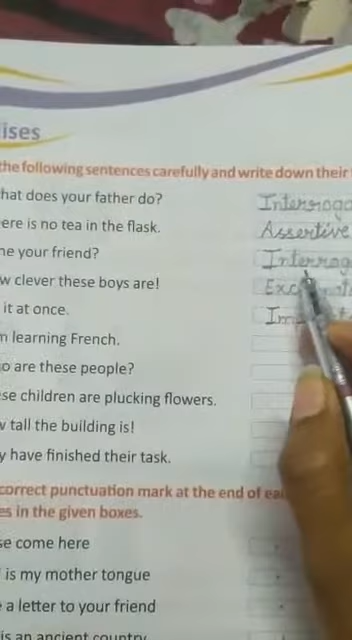 ises
the following sentences carefully and write down their
hat does your father do? Interroga
ere is no tea in the flask. Assertive
he your friend? Interrog
w clever these boys are!
it at once.
m learning French.
o are these people?
se children are plucking flowers.
w tall the building is!
y have finished their task.
correct punctuation mark at the end of ea
es in the given boxes.
se come here
is my mother tongue
a letter to your friend
is an ancient country